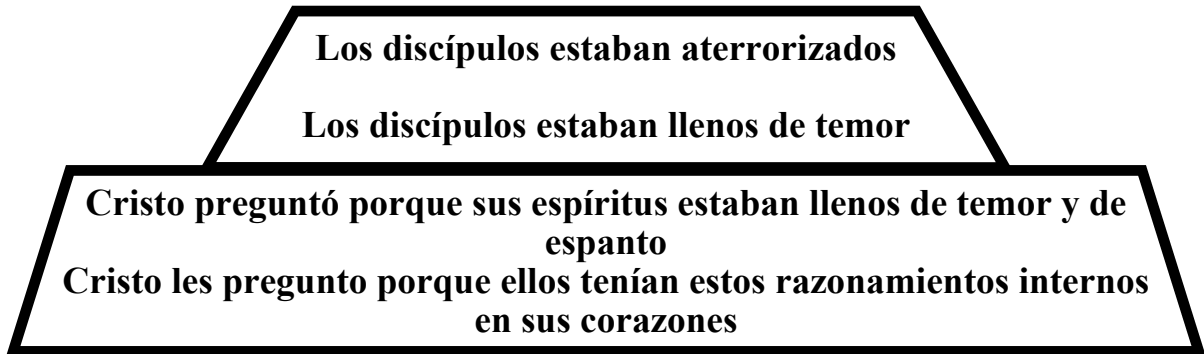 Los discípulos estaban aterrorizados
Los discípulos estaban llenos de temor
Cristo preguntó porque sus espíritus estaban llenos de temor y de
espanto
Cristo les pregunto porque ellos tenían estos razonamientos internos
en sus corazones